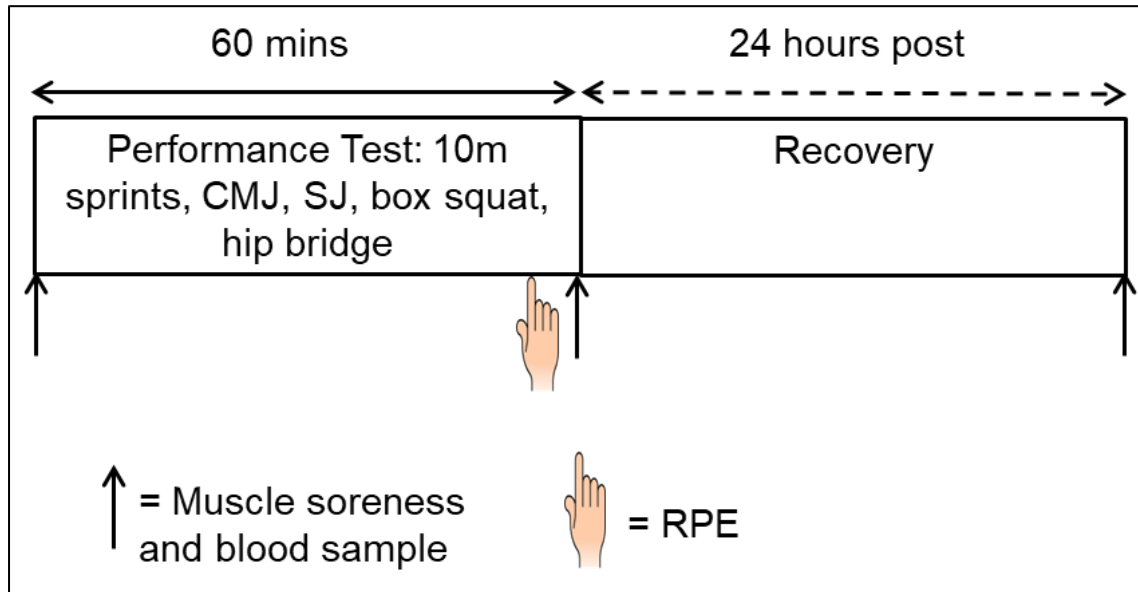 60 mins
24 hours post
Performance Test: 10m
sprints, CMJ, SJ, box squat,
hip bridge
Recovery
= Muscle soreness
and blood sample
= RPE